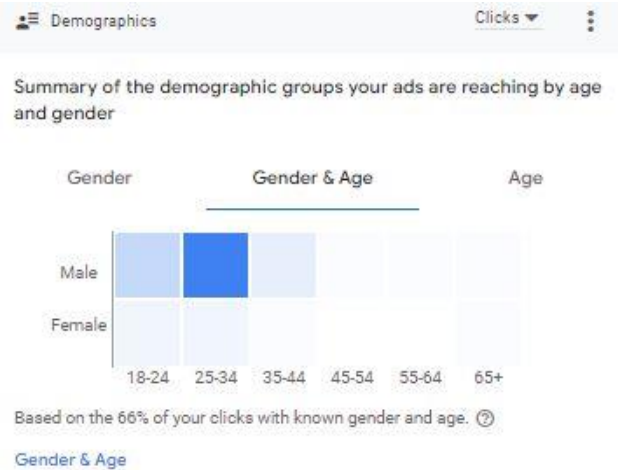 Demographics Clicks
Summary of the demographic groups your ads are reaching by age
and gender
Gender Gender & Age Age
Male
Female
18-24 25-34 35-44 45-54 55-64 65+
Based on the 66% of your clicks with known gender and age.
Gender & Age